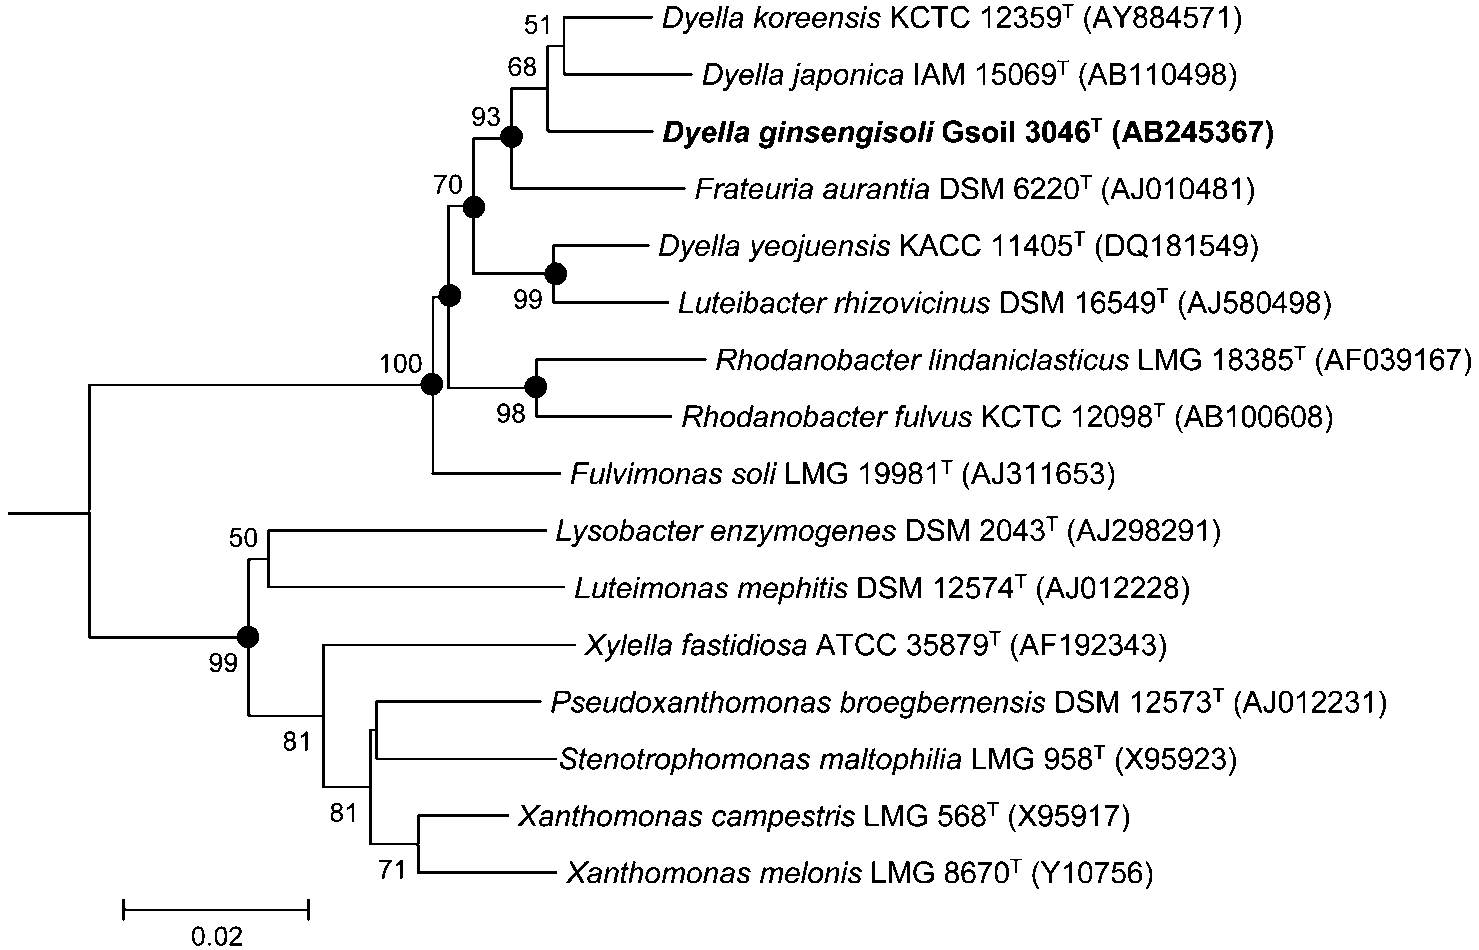 51
Dyella koreensis KCTC 12359T (AY884571)
68
Dyella japonica IAM 15069T (AB110498)
93
Dyella ginsengisoli Gsoil 3046T (AB245367)
70
Frateuria aurantia DSM 6220T (AJ010481)
Dyella yeojuensis KACC 11405T (DQ181549)
99
Luteibacter rhizovicinus DSM 16549T (AJ580498)
100
Rhodanobacter lindaniclasticus LMG 18385T (AF039167)
98
Rhodanobacter fulvus KCTC 12098T (AB100608)
Fulvimonas soli LMG 19981T (AJ311653)
50
Lysobacter enzymogenes DSM 2043T (AJ298291)
Luteimonas mephitis DSM 12574T (AJ012228)
99
Xylella fastidiosa ATCC 35879T (AF192343)
Pseudoxanthomonas broegbernensis DSM 12573T (AJ012231)
81
Stenotrophomonas maltophilia LMG 958T (X95923)
81
Xanthomonas campestris LMG 568T (X95917)
71
Xanthomonas melonis LMG 8670T (Y10756)
0.02